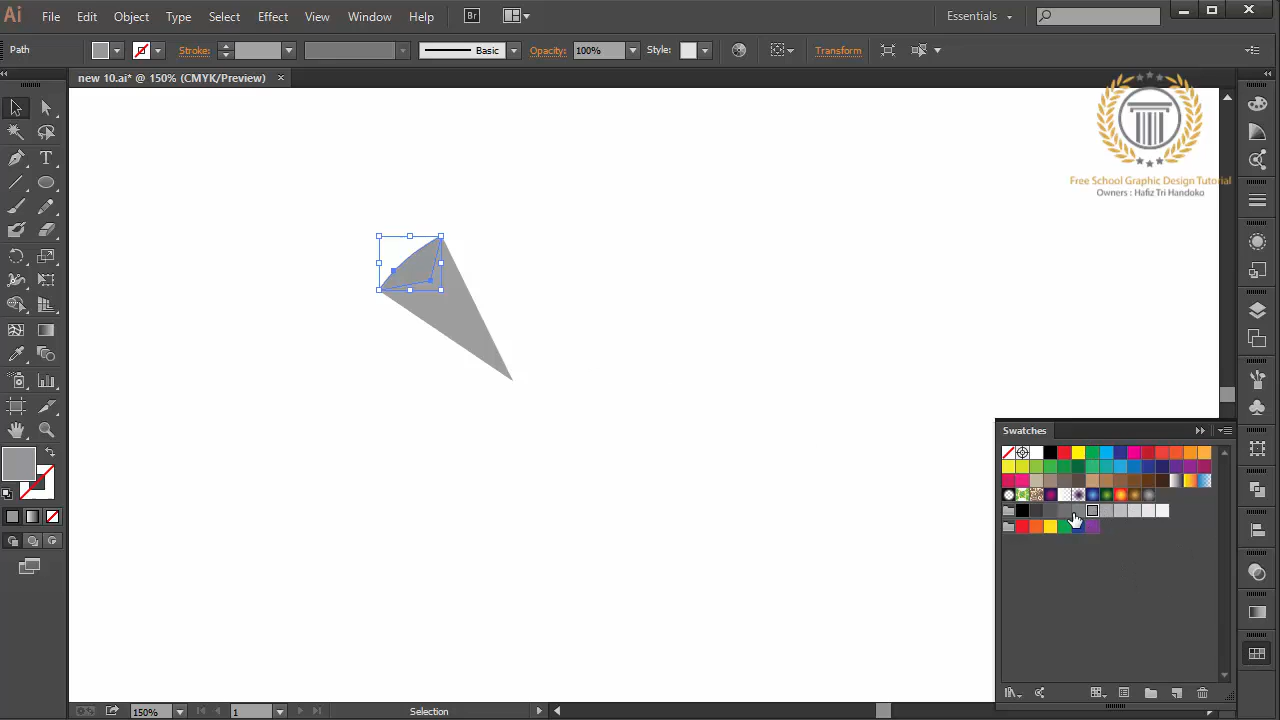 Ai File Edit Object Type Select Effect View Window Help Br Essentials
Path Stroke: Basic Opacity: 100% Style: Transform
new 10.ai* @ 150% (CMYK/Preview) ×
Free School Graphic Design Tutorial
Owners : Hafiz Tri Handoko
T
Swatches
150% 1 Selection